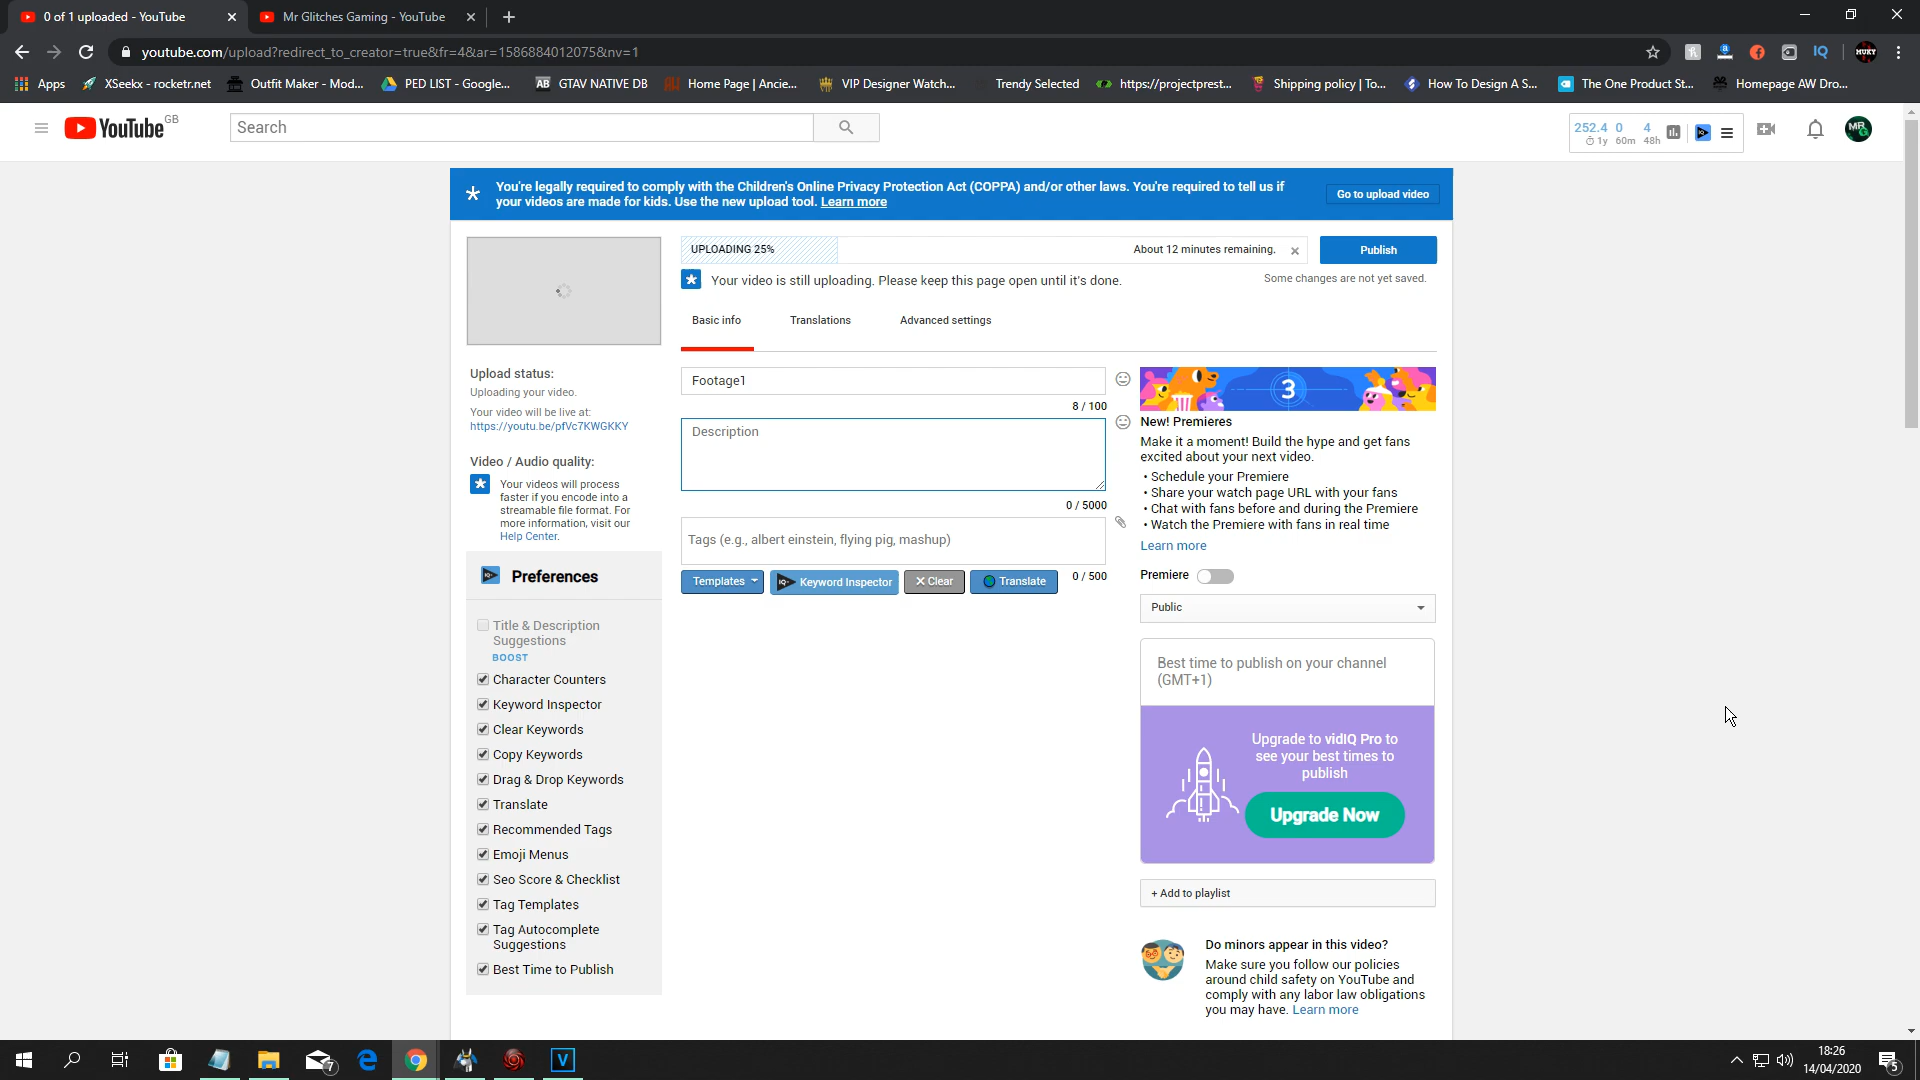 0 of 1 uploaded - YouTube
Mr Glitches Gaming - YouTube
youtube.com/upload?redirect_to_creator=true&fr=4&ar=1586884012075&nv=1
Apps
XSeekx - rocketr.net
Outfit Maker - Mod...
PED LIST - Google...
AB
GTAV NATIVE DB
Home Page | Ancie...
VIP Designer Watch...
Trendy Selected
https://projectprest...
Shipping policy | To...
How To Design A S...
The One Product St...
Homepage AW Dro...
YouTube GB
Search
252.4 0 4
1y 60m 48h
You're legally required to comply with the Children's Online Privacy Protection Act (COPPA) and/or other laws. You're required to tell us if
your videos are made for kids. Use the new upload tool. Learn more
Go to upload video
UPLOADING 25%
About 12 minutes remaining.
Publish
Your video is still uploading. Please keep this page open until it's done.
Some changes are not yet saved.
Basic info
Translations
Advanced settings
Upload status:
Uploading your video.
Your video will be live at:
https://youtu.be/pfVc7KWGKKY
Video / Audio quality:
Your videos will process
faster if you encode into a
streamable file format. For
more information, visit our
Help Center.
Preferences
Title & Description
Suggestions
BOOST
Character Counters
Keyword Inspector
Clear Keywords
Copy Keywords
Drag & Drop Keywords
Translate
Recommended Tags
Emoji Menus
Seo Score & Checklist
Tag Templates
Tag Autocomplete
Suggestions
Best Time to Publish
Footage1
8 / 100
Description
0 / 5000
Tags (e.g., albert einstein, flying pig, mashup)
Templates
Keyword Inspector
Clear
Translate
0 / 500
3
New! Premieres
Make it a moment! Build the hype and get fans
excited about your next video.
• Schedule your Premiere
• Share your watch page URL with your fans
• Chat with fans before and during the Premiere
• Watch the Premiere with fans in real time
Learn more
Premiere
Public
Best time to publish on your channel
(GMT+1)
Upgrade to vidIQ Pro to
see your best times to
publish
Upgrade Now
+ Add to playlist
Do minors appear in this video?
Make sure you follow our policies
around child safety on YouTube and
comply with any labor law obligations
you may have. Learn more
7
V
18:26
14/04/2020
5